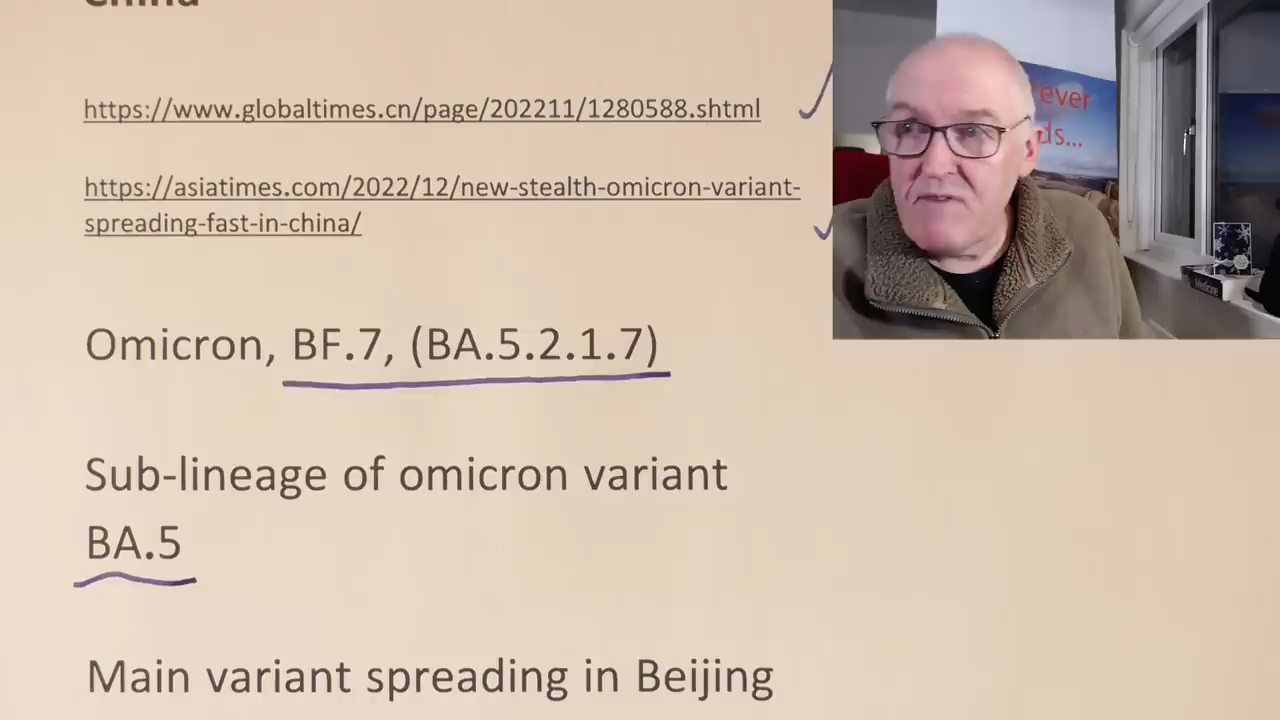 China
https://www.globaltimes.cn/page/202211/1280588.shtml
https://asiatimes.com/2022/12/new-stealth-omicron-variant-
spreading-fast-in-china/
Omicron, BF.7, (BA.5.2.1.7)
Sub-lineage of omicron variant
BA.5
Main variant spreading in Beijing
Medicine